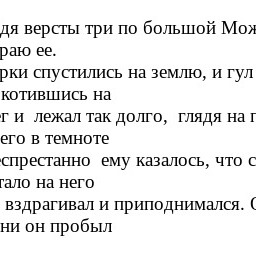 дя версты три по большой Мож
раю ее.
рки спустились на землю, и гул
котившись на
г и лежал так долго, глядя на п
его в темноте
спрестанно ему казалось, что с
тало на него
вздрагивал и приподнимался. О
ни он пробыл